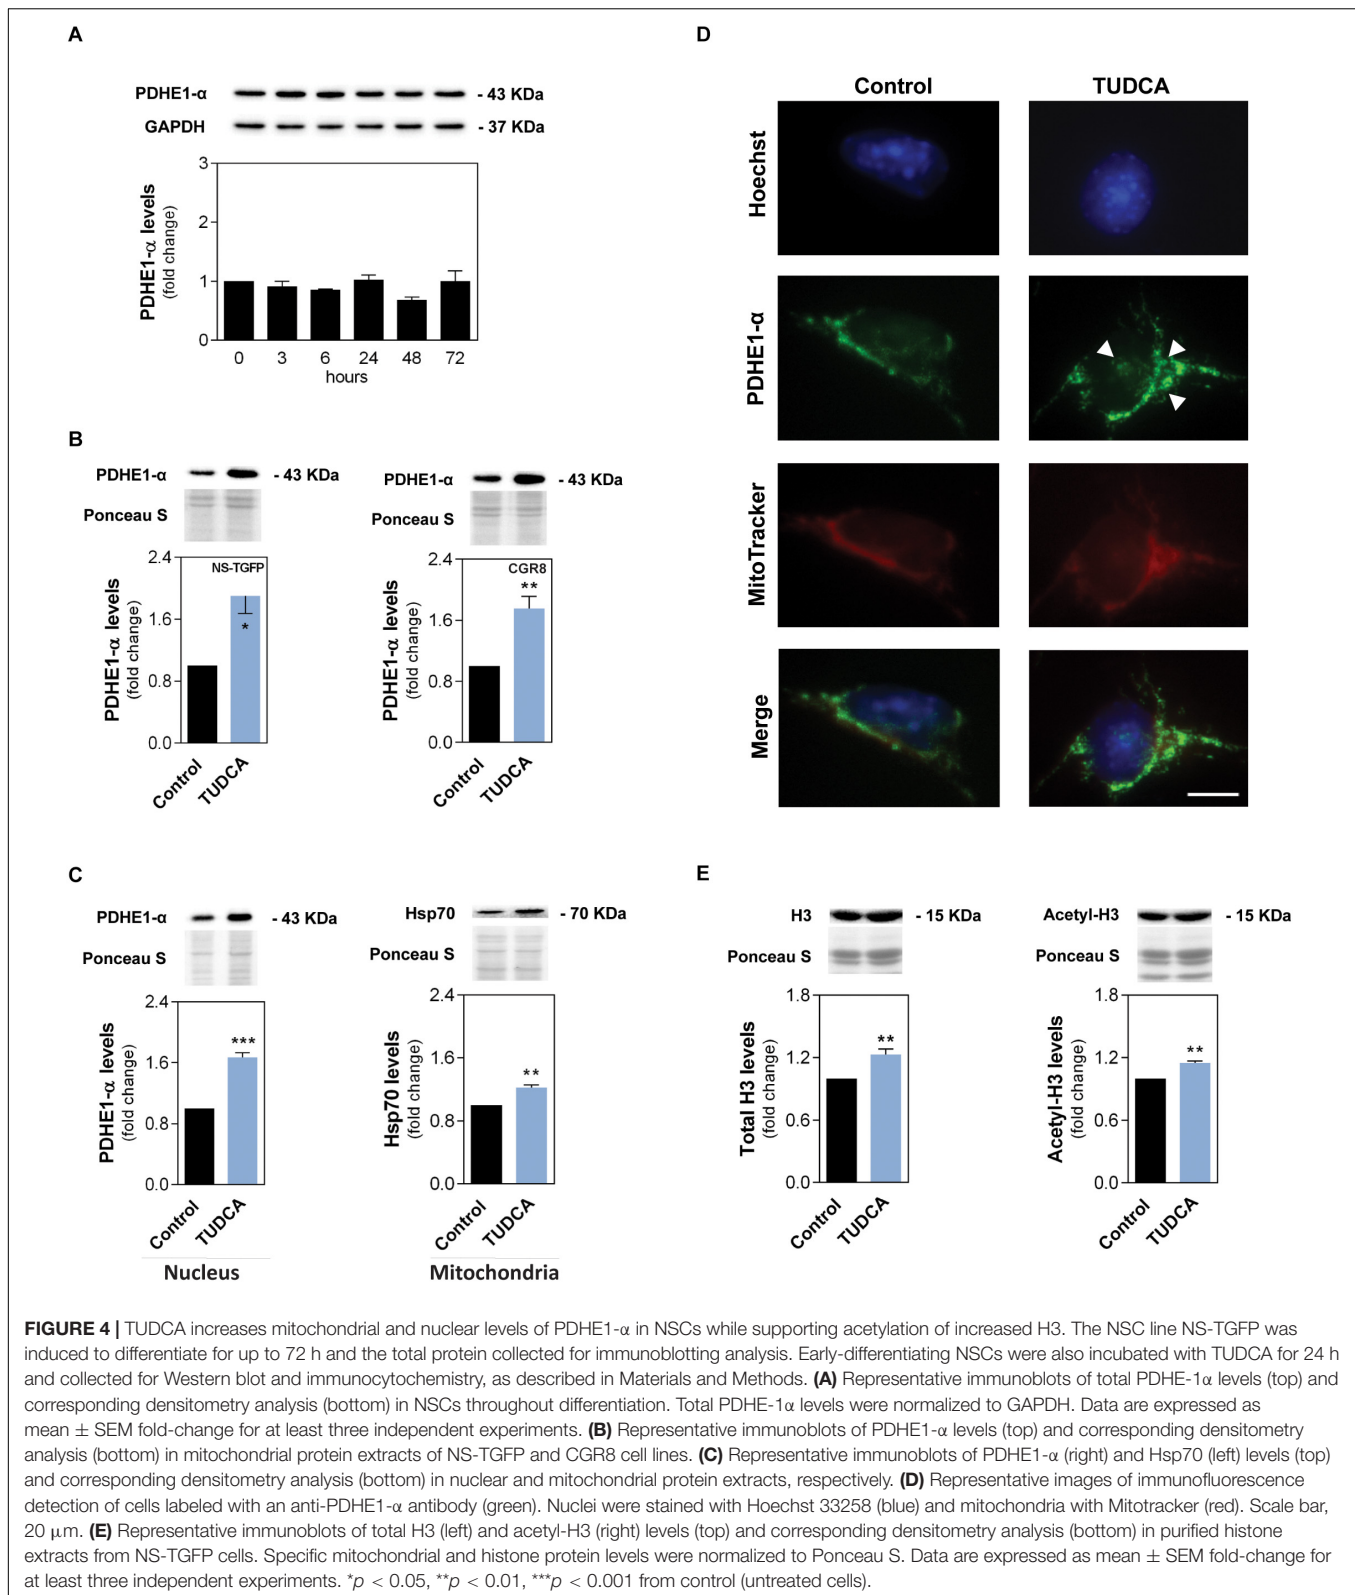 A
PDHE1-α - 43 KDa
GAPDH - 37 KDa
PDHE1-α levels
(fold change)
3
2
1
0
0 3 6 24 48 72
hours
B
PDHE1-α - 43 KDa
Ponceau S
PDHE1-α levels
(fold change)
2.4
1.6
0.8
0.0
NS-TGFP
*
Control TUDCA
PDHE1-α - 43 KDa
Ponceau S
PDHE1-α levels
(fold change)
2.4
1.6
0.8
0.0
CGR8
**
Control TUDCA
C
PDHE1-α - 43 KDa
Ponceau S
PDHE1-α levels
(fold change)
2.4
1.6
0.8
0.0
***
Control TUDCA
Nucleus
Hsp70 - 70 KDa
Ponceau S
Hsp70 levels
(fold change)
2.4
1.6
0.8
0.0
**
Control TUDCA
Mitochondria
D
Control TUDCA
Hoechst
PDHE1-α
MitoTracker
Merge
E
H3 - 15 KDa
Ponceau S
Total H3 levels
(fold change)
1.8
1.2
0.6
0.0
**
Control TUDCA
Acetyl-H3 - 15 KDa
Ponceau S
Acetyl-H3 levels
(fold change)
1.8
1.2
0.6
0.0
**
Control TUDCA
FIGURE 4 | TUDCA increases mitochondrial and nuclear levels of PDHE1-α in NSCs while supporting acetylation of increased H3. The NSC line NS-TGFP was
induced to differentiate for up to 72 h and the total protein collected for immunoblotting analysis. Early-differentiating NSCs were also incubated with TUDCA for 24 h
and collected for Western blot and immunocytochemistry, as described in Materials and Methods. (A) Representative immunoblots of total PDHE-1α levels (top) and
corresponding densitometry analysis (bottom) in NSCs throughout differentiation. Total PDHE-1α levels were normalized to GAPDH. Data are expressed as
mean ± SEM fold-change for at least three independent experiments. (B) Representative immunoblots of PDHE1-α levels (top) and corresponding densitometry
analysis (bottom) in mitochondrial protein extracts of NS-TGFP and CGR8 cell lines. (C) Representative immunoblots of PDHE1-α (right) and Hsp70 (left) levels (top)
and corresponding densitometry analysis (bottom) in nuclear and mitochondrial protein extracts, respectively. (D) Representative images of immunofluorescence
detection of cells labeled with an anti-PDHE1-α antibody (green). Nuclei were stained with Hoechst 33258 (blue) and mitochondria with Mitotracker (red). Scale bar,
20 μm. (E) Representative immunoblots of total H3 (left) and acetyl-H3 (right) levels (top) and corresponding densitometry analysis (bottom) in purified histone
extracts from NS-TGFP cells. Specific mitochondrial and histone protein levels were normalized to Ponceau S. Data are expressed as mean ± SEM fold-change for
at least three independent experiments. *p < 0.05, **p < 0.01, ***p < 0.001 from control (untreated cells).